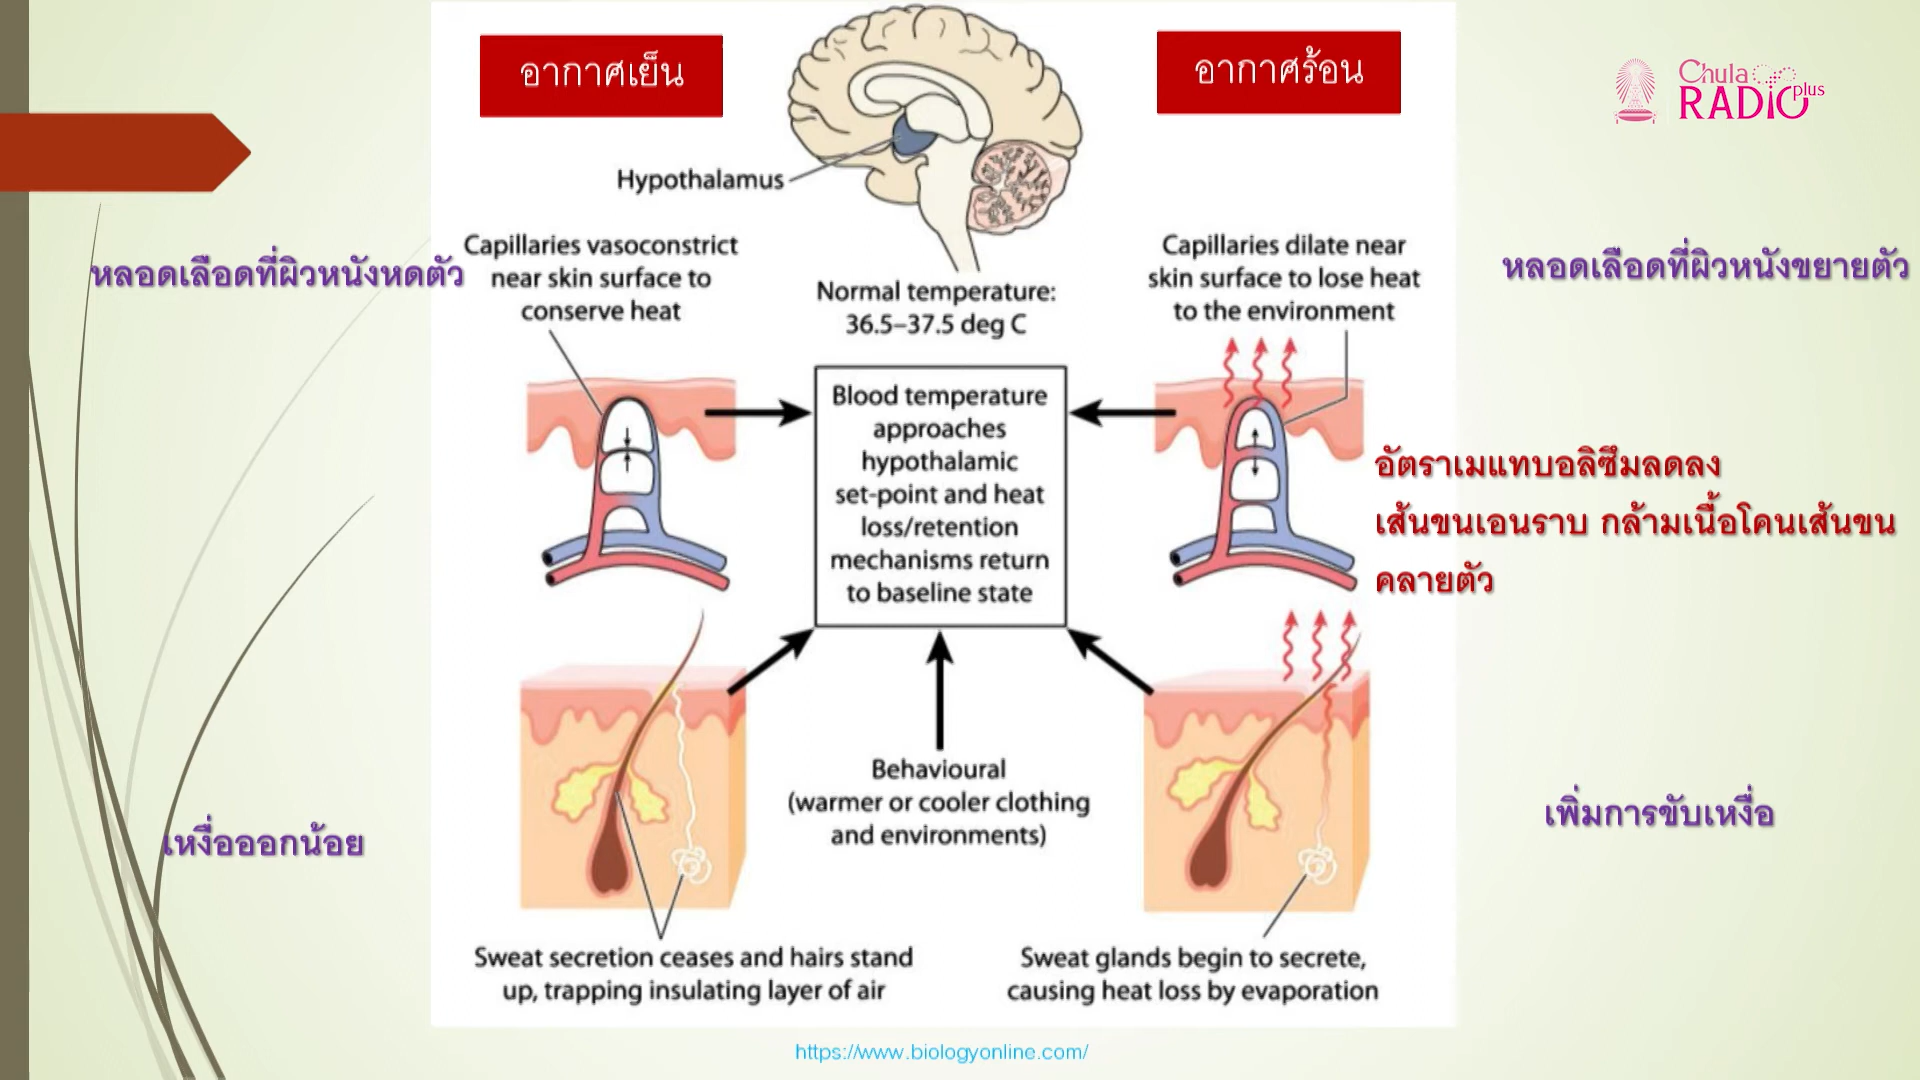 อากาศเย็น
อากาศร้อน
Chula
RADIO plus
Hypothalamus
หลอดเลือดที่ผิวหนังหดตัว
Capillaries vasoconstrict
near skin surface to
conserve heat
Normal temperature:
36.5–37.5 deg C
Capillaries dilate near
skin surface to lose heat
to the environment
หลอดเลือดที่ผิวหนังขยายตัว
Blood temperature
approaches
hypothalamic
set-point and heat
loss/retention
mechanisms return
to baseline state
อัตราเมแทบอลิซึมลดลง
เส้นขนเอนราบ กล้ามเนื้อโคนเส้นขน
คลายตัว
เหงื่อออกน้อย
Behavioural
(warmer or cooler clothing
and environments)
เพิ่มการขับเหงื่อ
Sweat secretion ceases and hairs stand
up, trapping insulating layer of air
Sweat glands begin to secrete,
causing heat loss by evaporation
https://www.biologyonline.com/